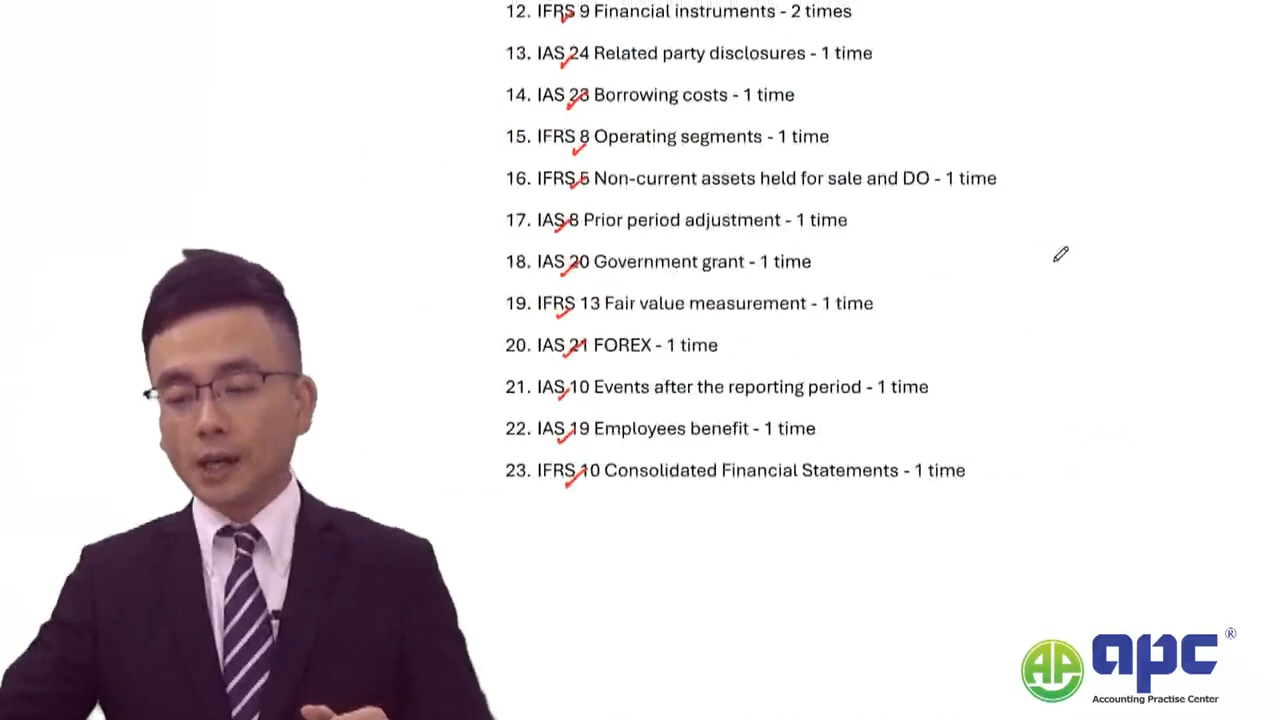 12. IFRS 9 Financial instruments - 2 times
13. IAS 24 Related party disclosures - 1 time
14. IAS 23 Borrowing costs - 1 time
15. IFRS 8 Operating segments - 1 time
16. IFRS 5 Non-current assets held for sale and DO - 1 time
17. IAS 8 Prior period adjustment - 1 time
18. IAS 20 Government grant - 1 time
19. IFRS 13 Fair value measurement - 1 time
20. IAS 21 FOREX - 1 time
21. IAS 10 Events after the reporting period - 1 time
22. IAS 19 Employees benefit - 1 time
23. IFRS 10 Consolidated Financial Statements - 1 time
AP apc ®
Accounting Practise Center